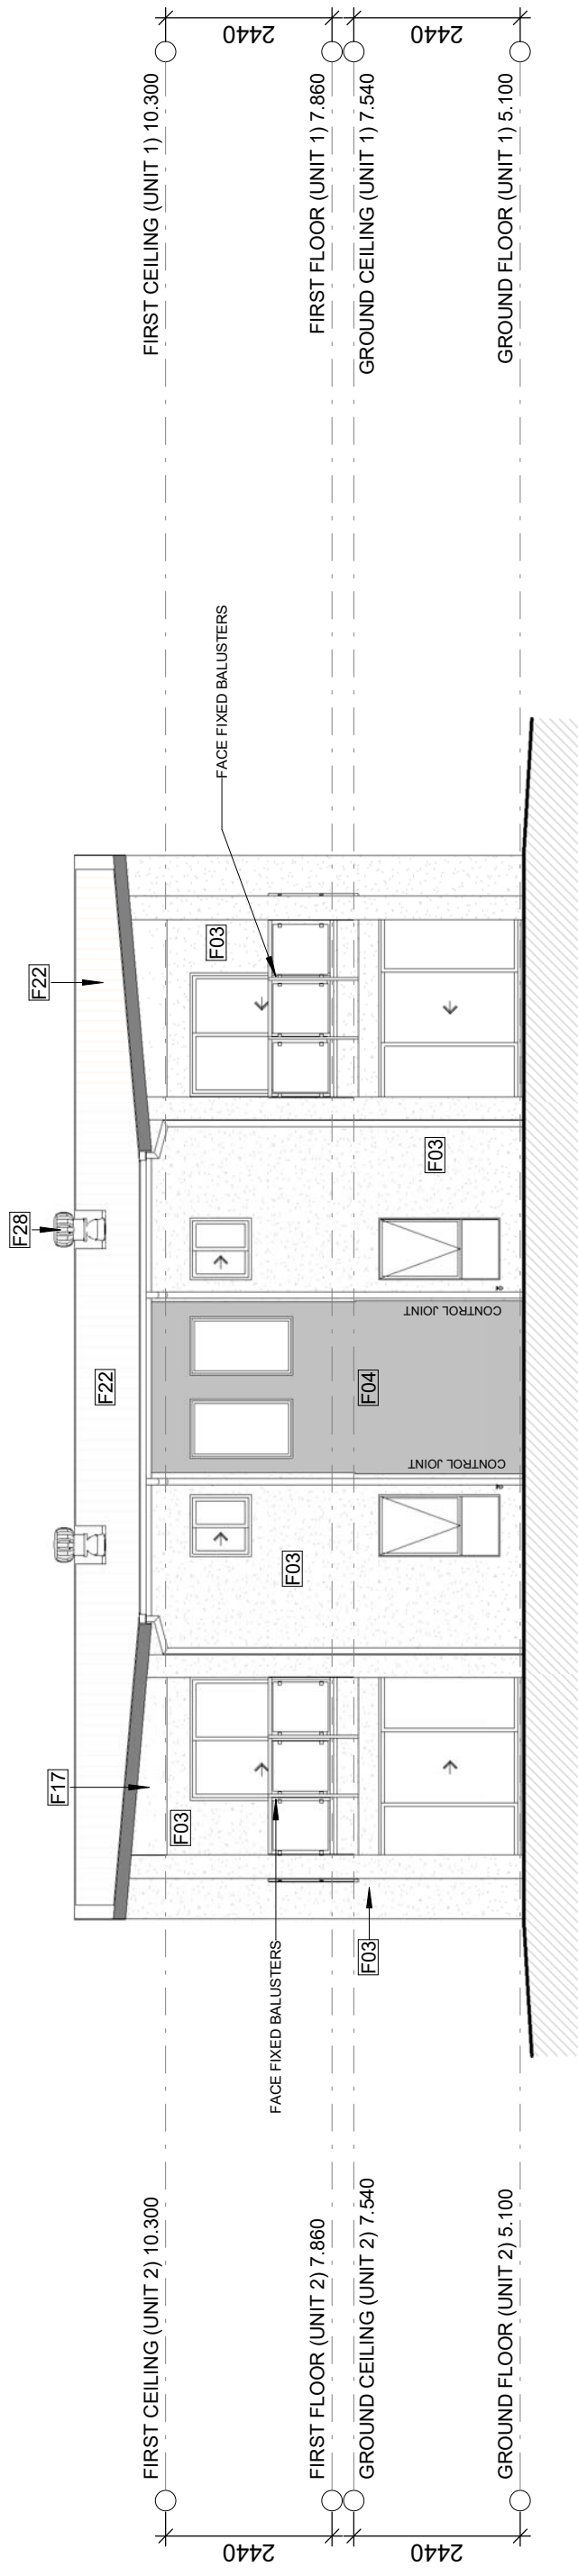 F28
F22
F17
F22
FIRST CEILING (UNIT 2) 10.300
FIRST CEILING (UNIT 1) 10.300
F03
F03
FACE FIXED BALUSTERS
FACE FIXED BALUSTERS
2440
2440
F03
FIRST FLOOR (UNIT 2) 7.860
FIRST FLOOR (UNIT 1) 7.860
GROUND CEILING (UNIT 2) 7.540
F03
F04
GROUND CEILING (UNIT 1) 7.540
F03
2440
CONTROL JOINT
CONTROL JOINT
2440
GROUND FLOOR (UNIT 2) 5.100
GROUND FLOOR (UNIT 1) 5.100